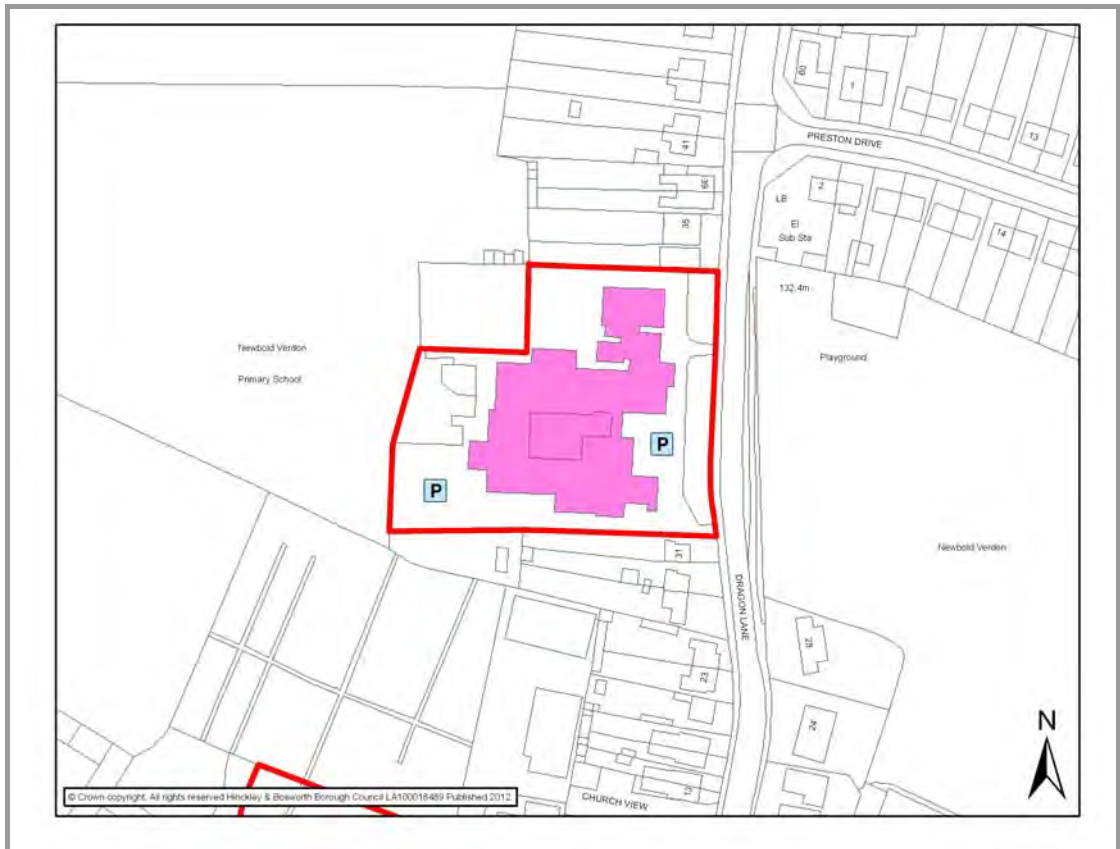 60
1
13
PRESTON DRIVE
41
39
2
LB
El
Sub Sta
14
35
132.4m
Newbold Verdon
Primary School
Playground
P
P
31
Newbold Verdon
DRAGON LANE
28
23
24
N
CHURCH VIEW
© Crown copyright. All rights reserved Hinckley & Bosworth Borough Council LA100018489 Published 2012